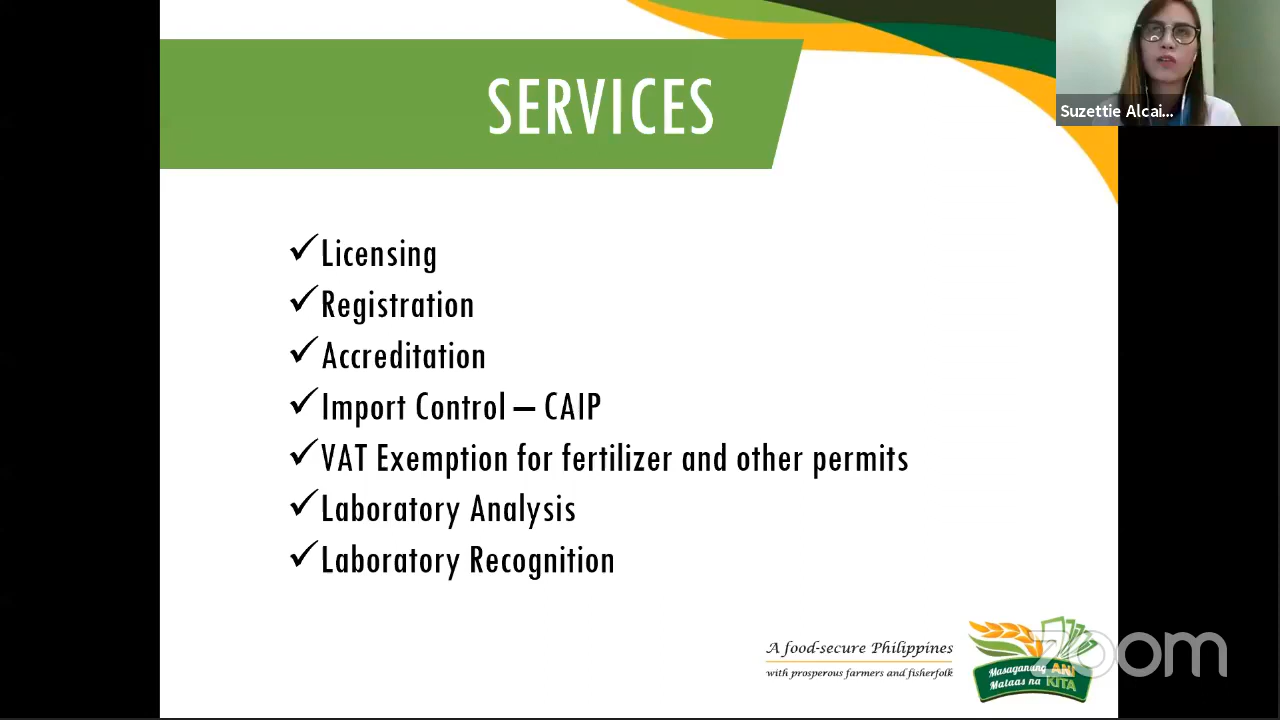 SERVICES
Suzettie Alcai...
✓Licensing
✓Registration
✓Accreditation
✓Import Control – CAIP
✓VAT Exemption for fertilizer and other permits
✓Laboratory Analysis
✓Laboratory Recognition
A food-secure Philippines
with prosperous farmers and fisherfolk
Masaganang ANI
Mataas na KITA
zoom